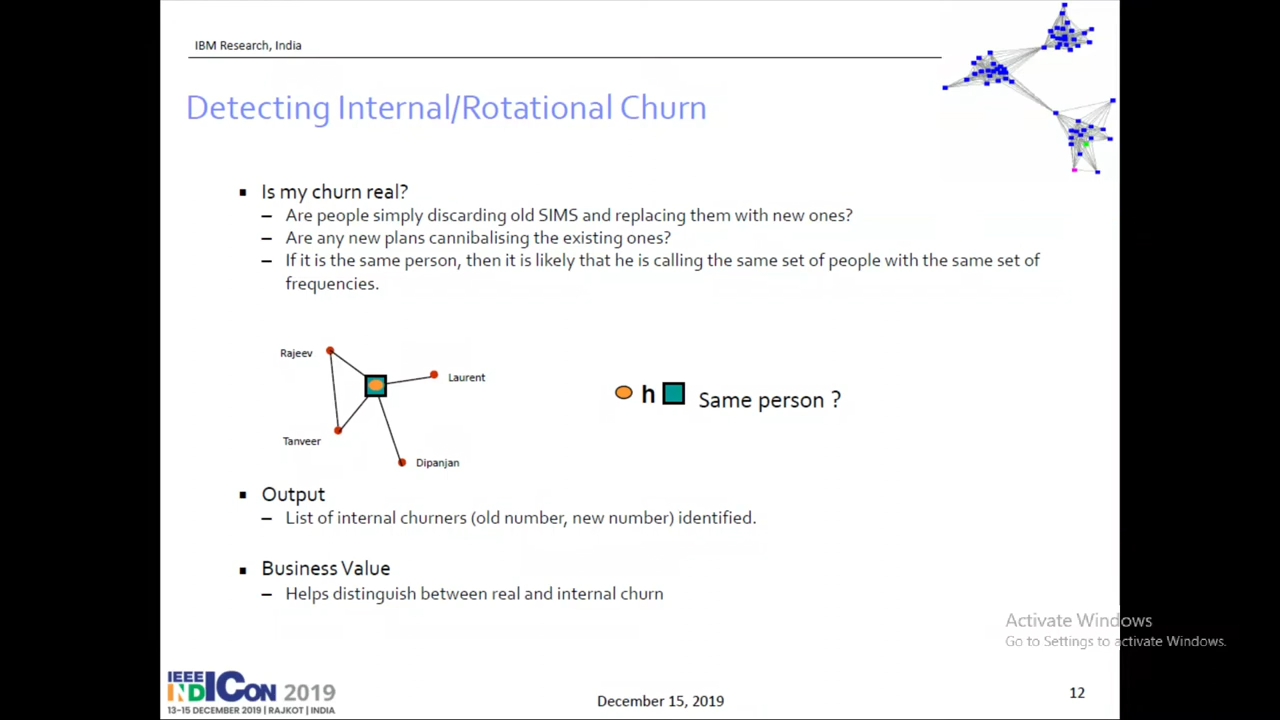 IBM Research, India
Detecting Internal/Rotational Churn
▪ Is my churn real?
– Are people simply discarding old SIMS and replacing them with new ones?
– Are any new plans cannibalising the existing ones?
– If it is the same person, then it is likely that he is calling the same set of people with the same set of
frequencies.
Rajeev
Laurent
h Same person ?
Tanveer
Dipanjan
▪ Output
– List of internal churners (old number, new number) identified.
▪ Business Value
– Helps distinguish between real and internal churn
Activate Windows
Go to Settings to activate Windows.
IEEE
INDICON 2019
13-15 DECEMBER 2019 | RAJKOT | INDIA
December 15, 2019
12